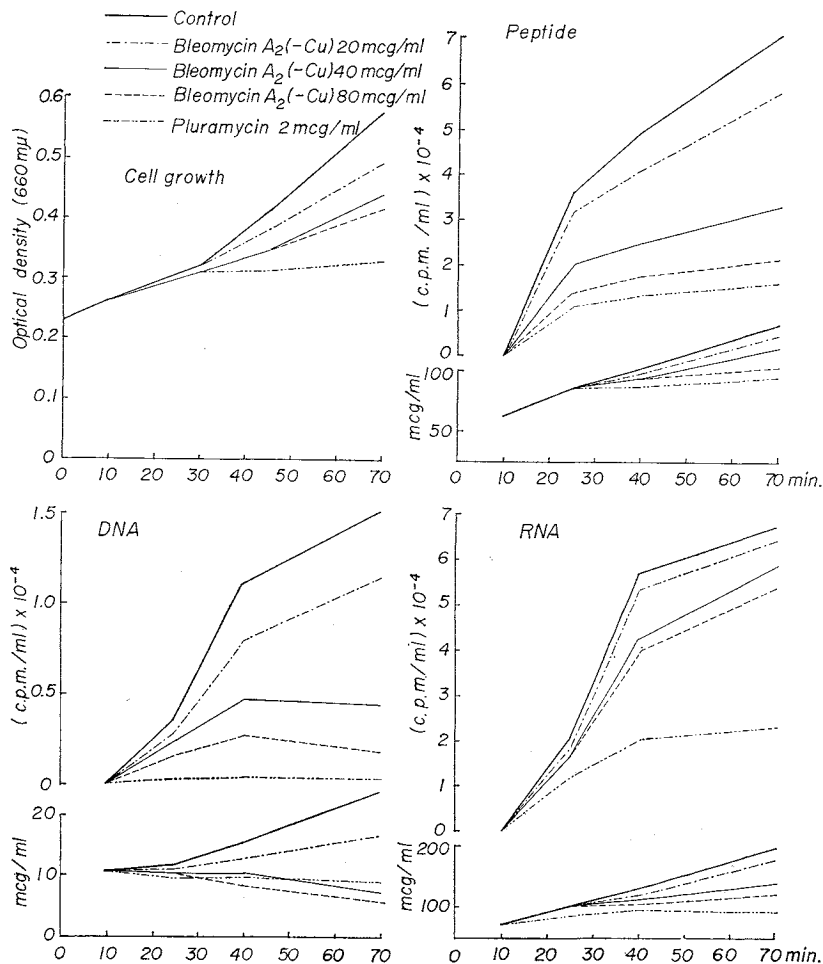 Control
Bleomycin A2(-Cu) 20 mcg/ml
Bleomycin A2(-Cu) 40 mcg/ml
Bleomycin A2(-Cu) 80 mcg/ml
Pluramycin 2 mcg/ml
Cell growth
Optical density (660 mμ)
0.6
0.5
0.4
0.3
0.2
0.1
0
0 10 20 30 40 50 60 70
Peptide
(c.p.m./ml) x 10⁻⁴
7
6
5
4
3
2
1
0
mcg/ml
100
50
0 10 20 30 40 50 60 70 min.
DNA
(c.p.m./ml) x 10⁻⁴
1.5
1.0
0.5
0
mcg/ml
20
10
0
0 10 20 30 40 50 60 70
RNA
(c.p.m/ml) x 10⁻⁴
7
6
5
4
3
2
1
0
mcg/ml
200
100
0 10 20 30 40 50 60 70 min.